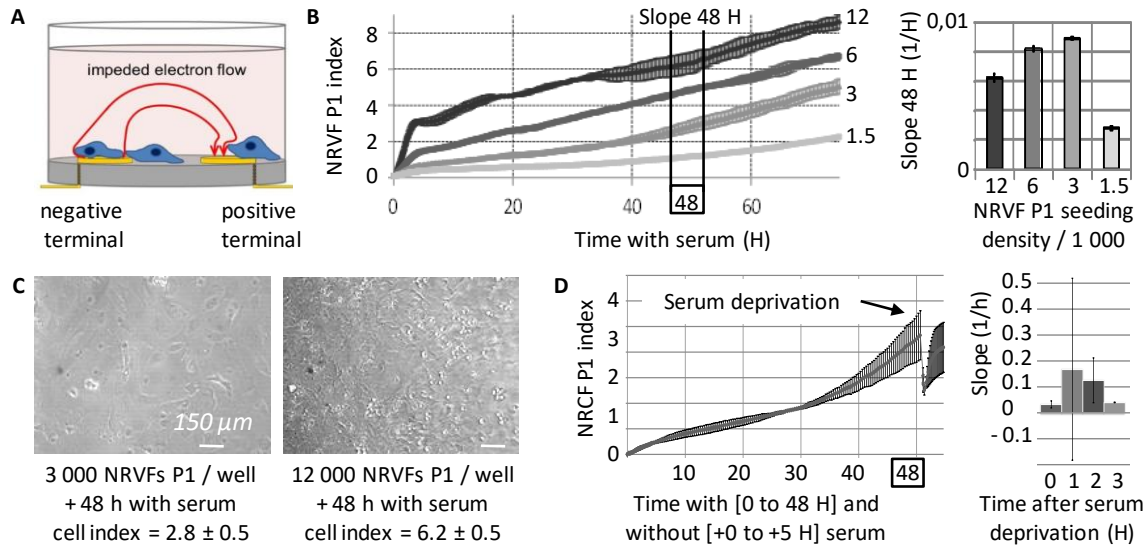 A
impeded electron flow
negative
terminal
positive
terminal
B
NRVF P1 index
8
6
4
2
0
0
20
40
60
48
Slope 48 H
12
6
3
1.5
Time with serum (H)
Slope 48 H (1/H)
0,01
0
12
6
3
1.5
NRVF P1 seeding
density / 1 000
C
150 µm
3 000 NRVFs P1 / well
+ 48 h with serum
cell index = 2.8 ± 0.5
12 000 NRVFs P1 / well
+ 48 h with serum
cell index = 6.2 ± 0.5
D
NRCF P1 index
4
3
2
1
0
Serum deprivation
10
20
30
40
48
Time with [0 to 48 H] and
without [+0 to +5 H] serum
Slope (1/h)
0.5
0.4
0.3
0.2
0.1
0
- 0.1
0 1 2 3
Time after serum
deprivation (H)